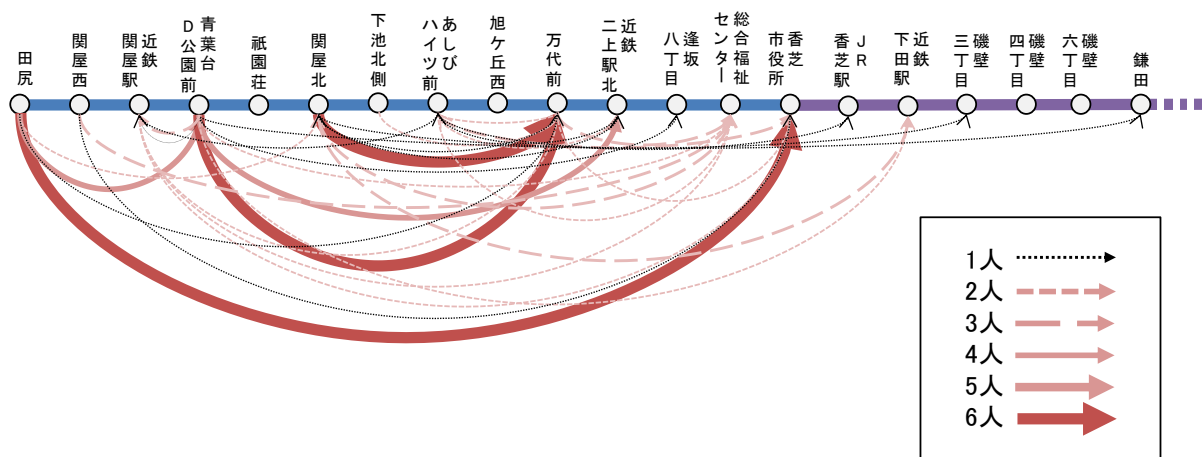 田尻
関屋西
近鉄
関屋駅
青葉台
D公園前
祇園荘
関屋北
下池北側
あしび
ハイツ前
旭ケ丘西
万代前
近鉄
二上駅北
逢坂
八丁目
総合福祉
センター
香芝
市役所
JR
香芝駅
近鉄
下田駅
磯壁
三丁目
磯壁
四丁目
磯壁
六丁目
鎌田
1人
2人
3人
4人
5人
6人